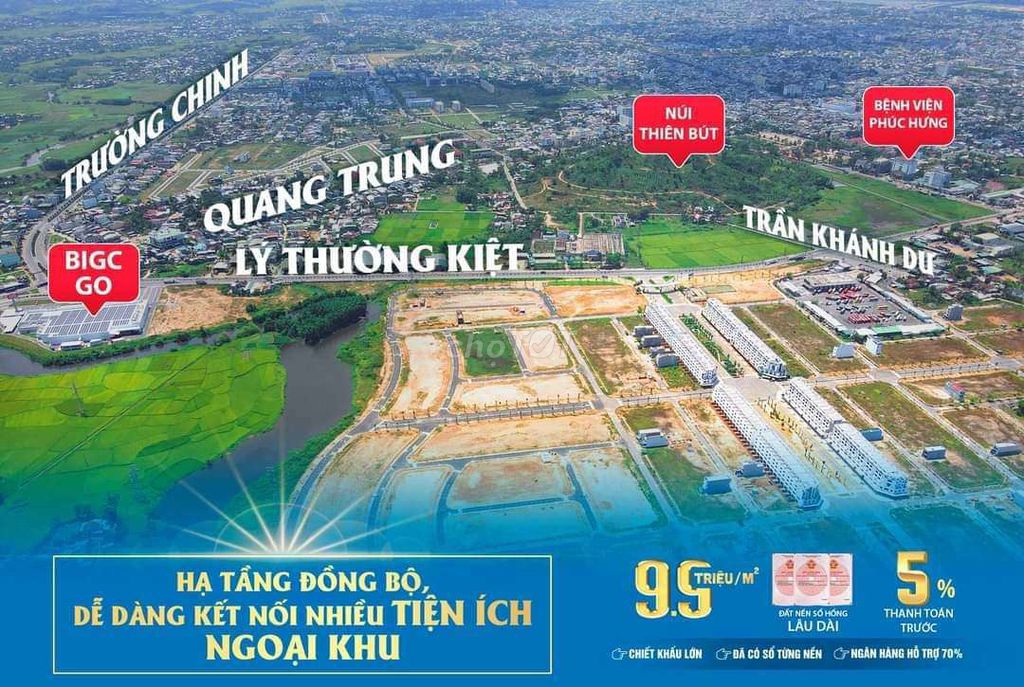 TRƯỜNG CHINH
QUANG TRUNG
LÝ THƯỜNG KIỆT
NÚI
THIÊN BÚT
BỆNH VIỆN
PHÚC HƯNG
TRẦN KHÁNH DƯ
BIGC
GO
HẠ TẦNG ĐỒNG BỘ,
DỄ DÀNG KẾT NỐI NHIỀU TIỆN ÍCH
NGOẠI KHU
9.5 TRIỆU/M²
ĐẤT NỀN SỔ HỒNG
LÂU DÀI
5%
THANH TOÁN
TRƯỚC
CHIẾT KHẤU LỚN
ĐÃ CÓ SỔ TỪNG NỀN
NGÂN HÀNG HỖ TRỢ 70%